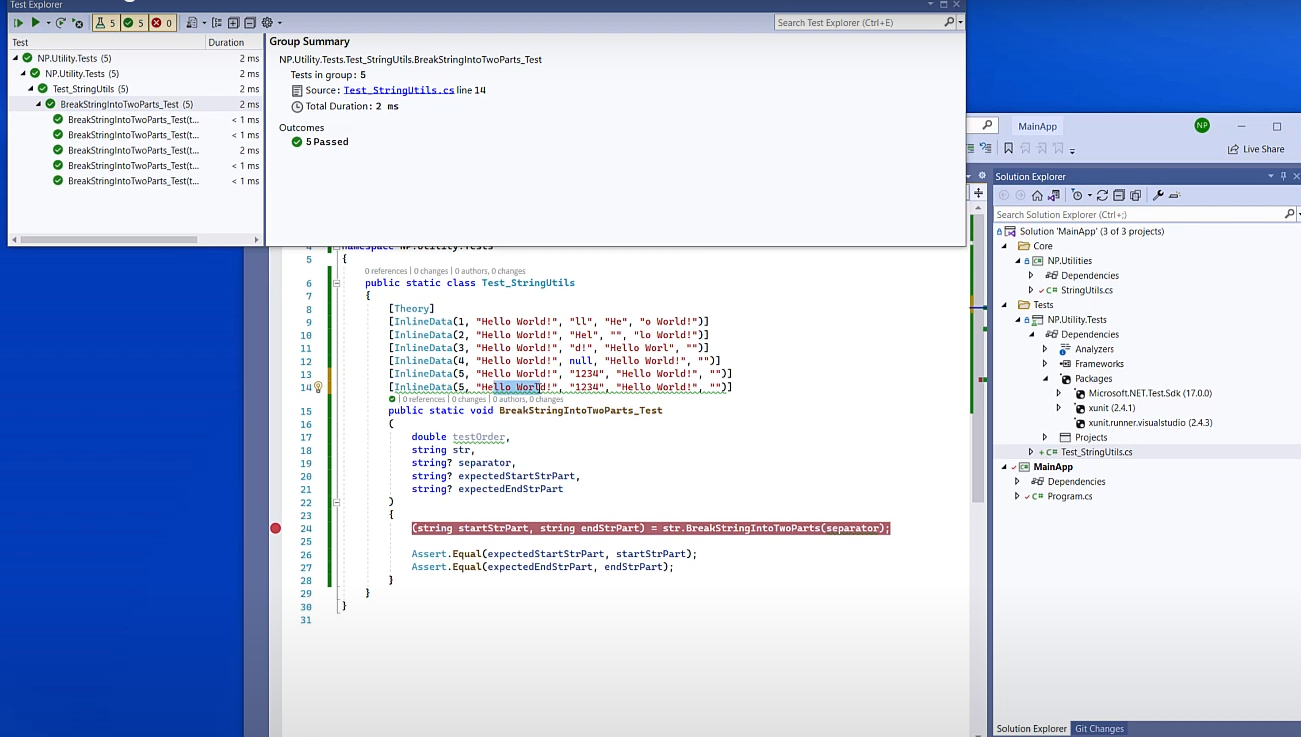 Test Explorer
5 5 0
Search Test Explorer (Ctrl+E)
Test Duration
NP.Utility.Tests (5) 2 ms
NP.Utility.Tests (5) 2 ms
Test_StringUtils (5) 2 ms
BreakStringIntoTwoParts_Test (5) 2 ms
BreakStringIntoTwoParts_Test(t... < 1 ms
BreakStringIntoTwoParts_Test(t... < 1 ms
BreakStringIntoTwoParts_Test(t... 2 ms
BreakStringIntoTwoParts_Test(t... < 1 ms
BreakStringIntoTwoParts_Test(t... < 1 ms
Group Summary
NP.Utility.Tests.Test_StringUtils.BreakStringIntoTwoParts_Test
Tests in group: 5
Source: Test_StringUtils.cs line 14
Total Duration: 2 ms
Outcomes
5 Passed
MainApp
NP
Live Share
4 namespace NP.Utility.Tests
5 {
0 references | 0 changes | 0 authors, 0 changes
6 public static class Test_StringUtils
7 {
8 [Theory]
9 [InlineData(1, "Hello World!", "ll", "He", "o World!")]
10 [InlineData(2, "Hello World!", "Hel", "", "lo World!")]
11 [InlineData(3, "Hello World!", "d!", "Hello Worl", "")]
12 [InlineData(4, "Hello World!", null, "Hello World!", "")]
13 [InlineData(5, "Hello World!", "1234", "Hello World!", "")]
14 [InlineData(5, "Hello World!", "1234", "Hello World!", "")]
| 0 references | 0 changes | 0 authors, 0 changes
15 public static void BreakStringIntoTwoParts_Test
16 (
17 double testOrder,
18 string str,
19 string? separator,
20 string? expectedStartStrPart,
21 string? expectedEndStrPart
22 )
23 {
24 (string startStrPart, string endStrPart) = str.BreakStringIntoTwoParts(separator);
25
26 Assert.Equal(expectedStartStrPart, startStrPart);
27 Assert.Equal(expectedEndStrPart, endStrPart);
28 }
29 }
30 }
31
Solution Explorer
Search Solution Explorer (Ctrl+;)
Solution 'MainApp' (3 of 3 projects)
Core
NP.Utilities
Dependencies
C# StringUtils.cs
Tests
NP.Utility.Tests
Dependencies
Analyzers
Frameworks
Packages
Microsoft.NET.Test.Sdk (17.0.0)
xunit (2.4.1)
xunit.runner.visualstudio (2.4.3)
Projects
+ C# Test_StringUtils.cs
MainApp
Dependencies
C# Program.cs
Solution Explorer Git Changes